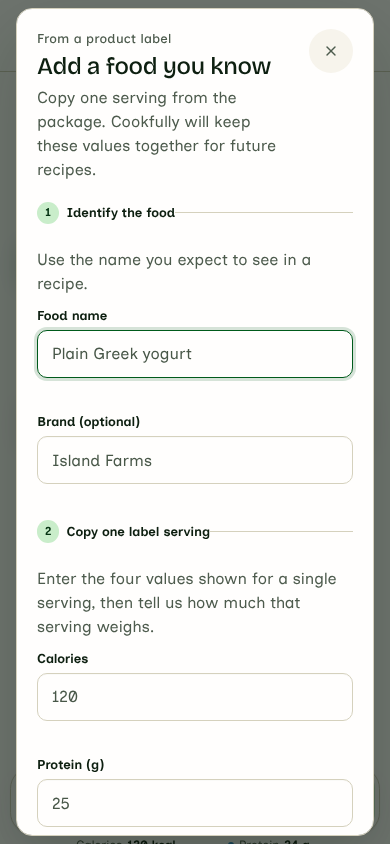 From a product label
Add a food you know
Copy one serving from the
package. Cookfully will keep
these values together for future
recipes.
1 Identify the food
Use the name you expect to see in a
recipe.
Food name
Plain Greek yogurt
Brand (optional)
Island Farms
2 Copy one label serving
Enter the four values shown for a single
serving, then tell us how much that
serving weighs.
Calories
120
Protein (g)
25